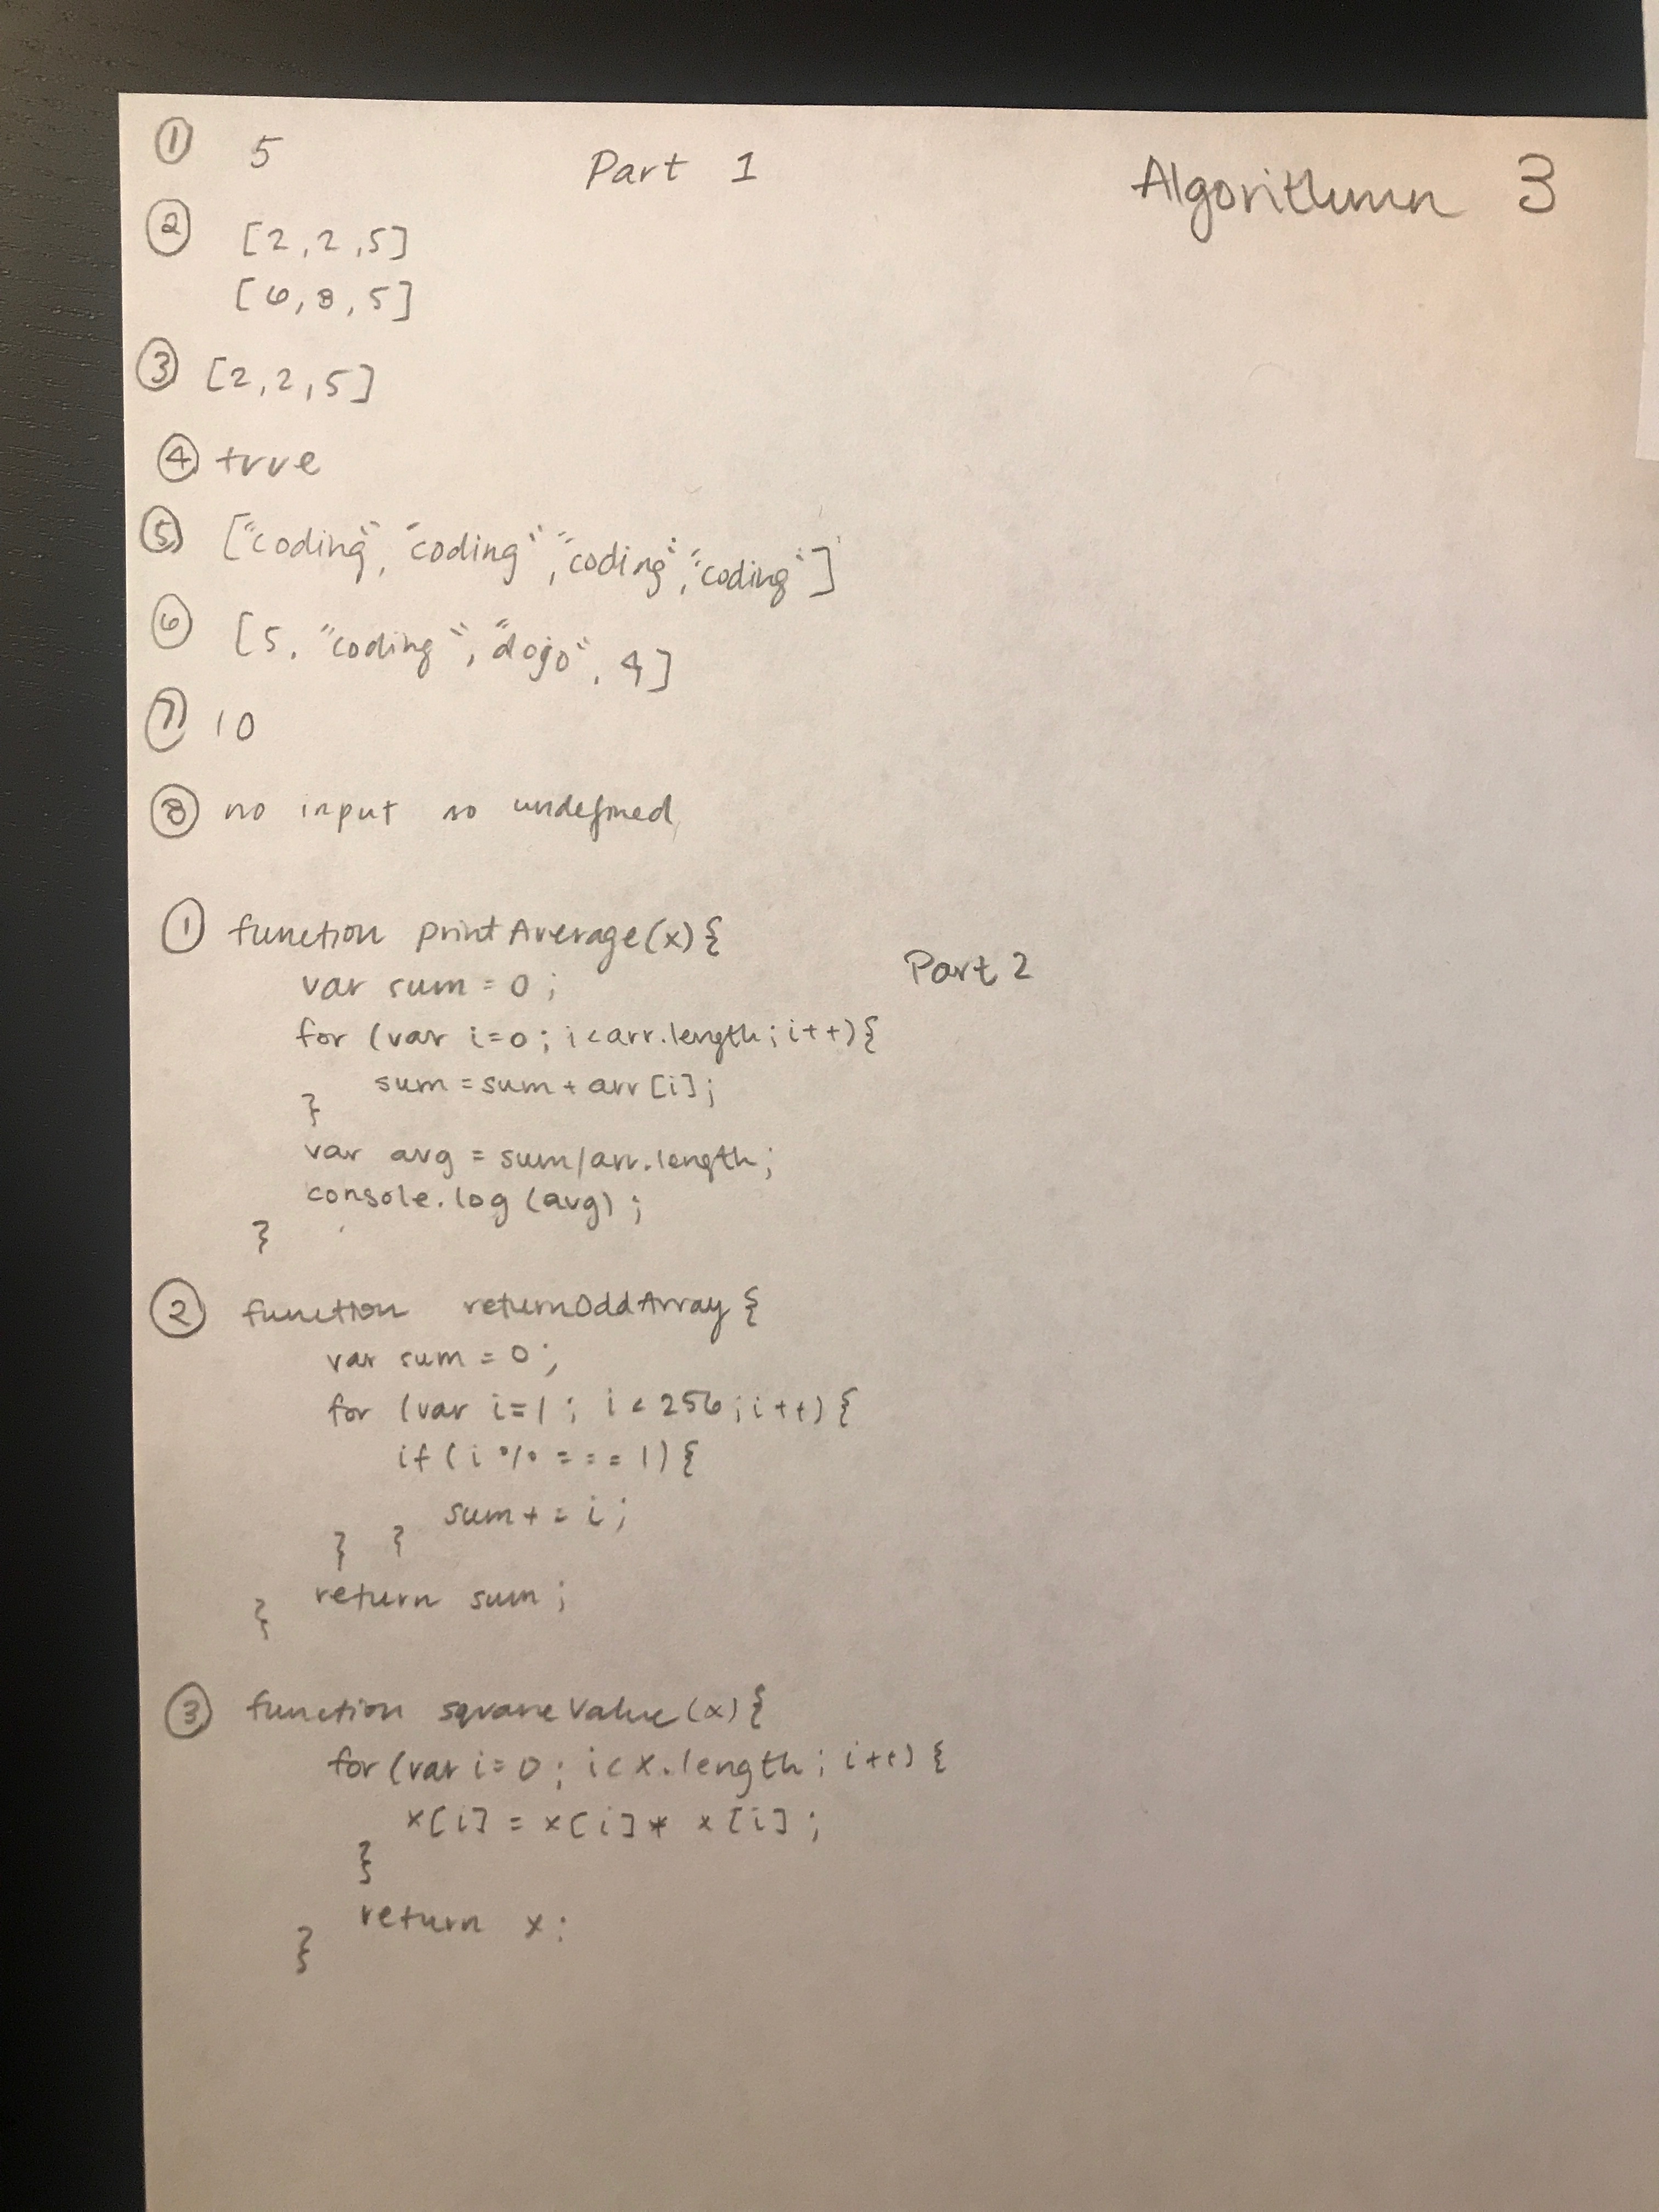 Algorithmn 3
Part 1
① 5
② [2,2,5]
[6,8,5]
③ [2,2,5]
④ true
⑤ ["coding", "coding", "coding", "coding"]
⑥ [5, "coding", "dojo", 4]
⑦ 10
⑧ no input so undefined
Part 2
① function printAverage(x){
var sum = 0;
for (var i=0; i<arr.length; i++){
sum = sum + arr[i];
}
var avg = sum/arr.length;
console.log(avg);
}
② function returnOddArray{
var sum = 0;
for (var i=1; i<256; i++){
if (i % === 1){
sum += i;
} }
return sum;
}
③ function squareValue(x){
for (var i=0; i<x.length; i++){
x[i] = x[i] * x[i];
}
return x;
}